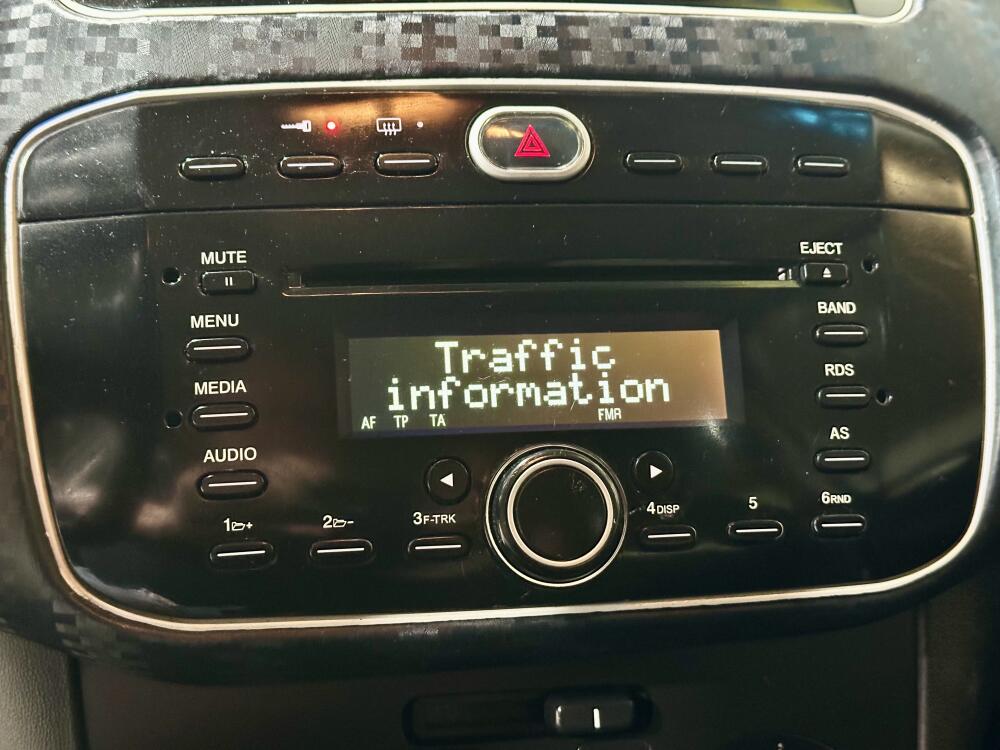 MUTE
EJECT
MENU
BAND
MEDIA
RDS
AUDIO
AS
Traffic
information
AF TP TA FMA
1 +
2 -
3F-TRK
4DISP
5
6RND